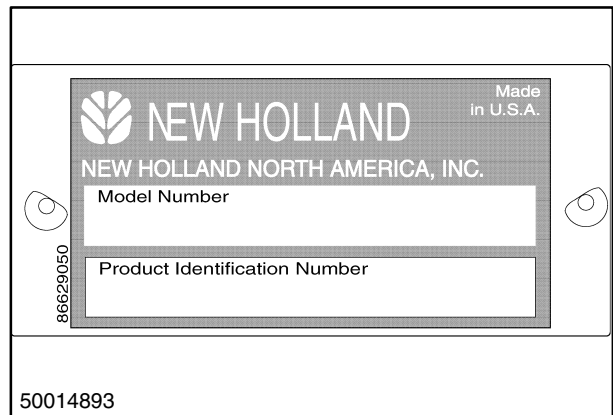 Made
in U.S.A.
NEW HOLLAND
NEW HOLLAND NORTH AMERICA, INC.
Model Number
Product Identification Number
86629050
50014893